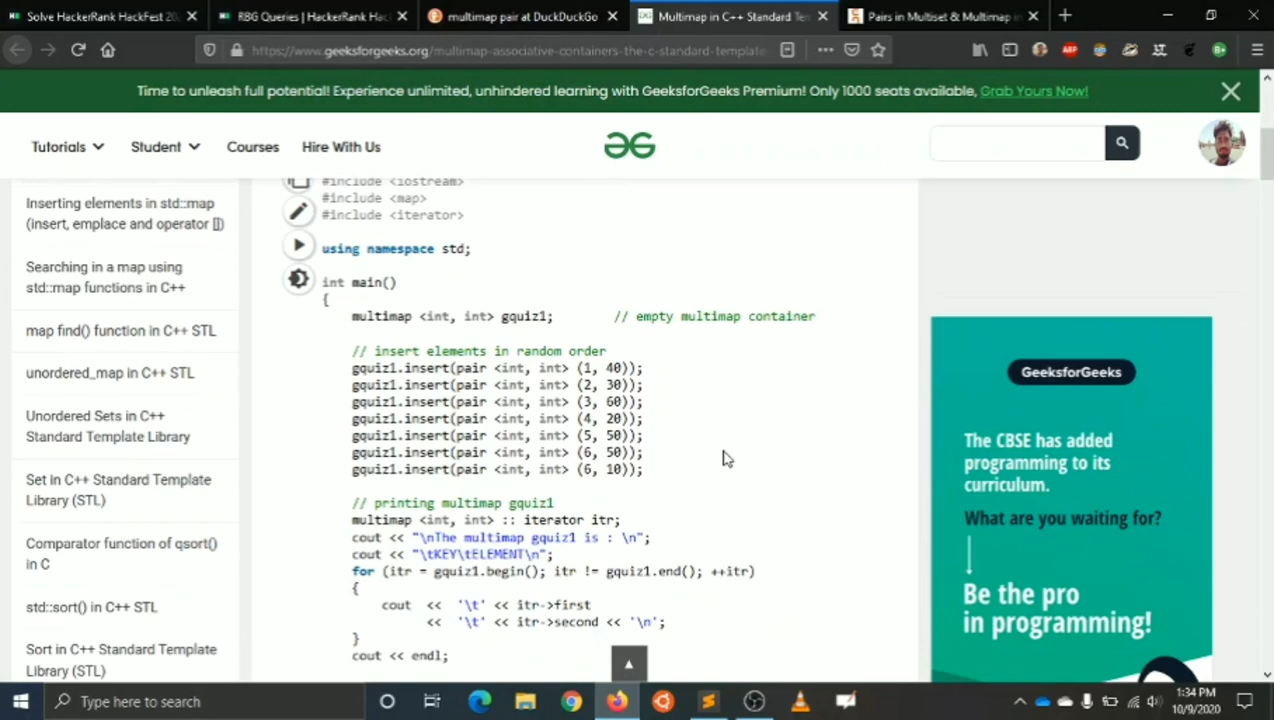 Solve HackerRank HackFest 20
RBG Queries | HackerRank Hac
multimap pair at DuckDuckGo
Multimap in C++ Standard Te
Pairs in Multiset & Multimap in
https://www.geeksforgeeks.org/multimap-associative-containers-the-c-standard-template-
Time to unleash full potential! Experience unlimited, unhindered learning with GeeksforGeeks Premium! Only 1000 seats available, Grab Yours Now!
Tutorials
Student
Courses
Hire With Us
Inserting elements in std::map
(insert, emplace and operator [])
Searching in a map using
std::map functions in C++
map find() function in C++ STL
unordered_map in C++ STL
Unordered Sets in C++
Standard Template Library
Set in C++ Standard Template
Library (STL)
Comparator function of qsort()
in C
std::sort() in C++ STL
Sort in C++ Standard Template
Library (STL)
#include <iostream>
#include <map>
#include <iterator>
using namespace std;
int main()
{
multimap <int, int> gquiz1; // empty multimap container
// insert elements in random order
gquiz1.insert(pair <int, int> (1, 40));
gquiz1.insert(pair <int, int> (2, 30));
gquiz1.insert(pair <int, int> (3, 60));
gquiz1.insert(pair <int, int> (4, 20));
gquiz1.insert(pair <int, int> (5, 50));
gquiz1.insert(pair <int, int> (6, 50));
gquiz1.insert(pair <int, int> (6, 10));
// printing multimap gquiz1
multimap <int, int> :: iterator itr;
cout << "\nThe multimap gquiz1 is : \n";
cout << "\tKEY\tELEMENT\n";
for (itr = gquiz1.begin(); itr != gquiz1.end(); ++itr)
{
cout << '\t' << itr->first
<< '\t' << itr->second << '\n';
}
cout << endl;
GeeksforGeeks
The CBSE has added
programming to its
curriculum.
What are you waiting for?
Be the pro
in programming!
Type here to search
1:34 PM
10/9/2020